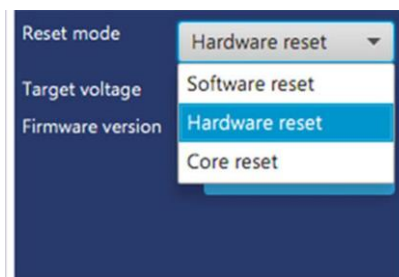 Reset mode
Hardware reset
Software reset
Target voltage
Hardware reset
Firmware version
Core reset